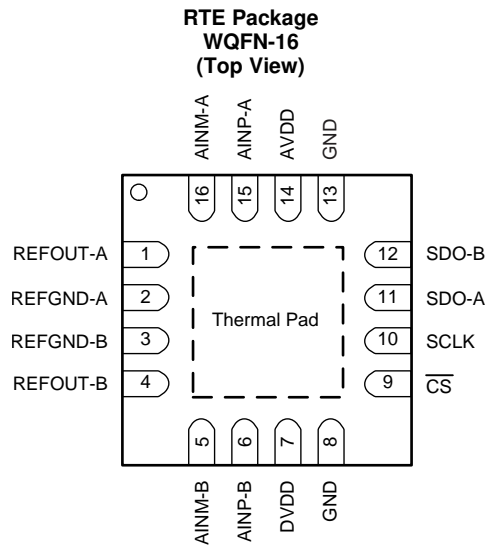 RTE Package
WQFN-16
(Top View)
AINM-A
AINP-A
AVDD
GND
16
15
14
13
REFOUT-A 1
REFGND-A 2
REFGND-B 3
REFOUT-B 4
Thermal Pad
12 SDO-B
11 SDO-A
10 SCLK
9 C̅S̅
5
6
7
8
AINM-B
AINP-B
DVDD
GND